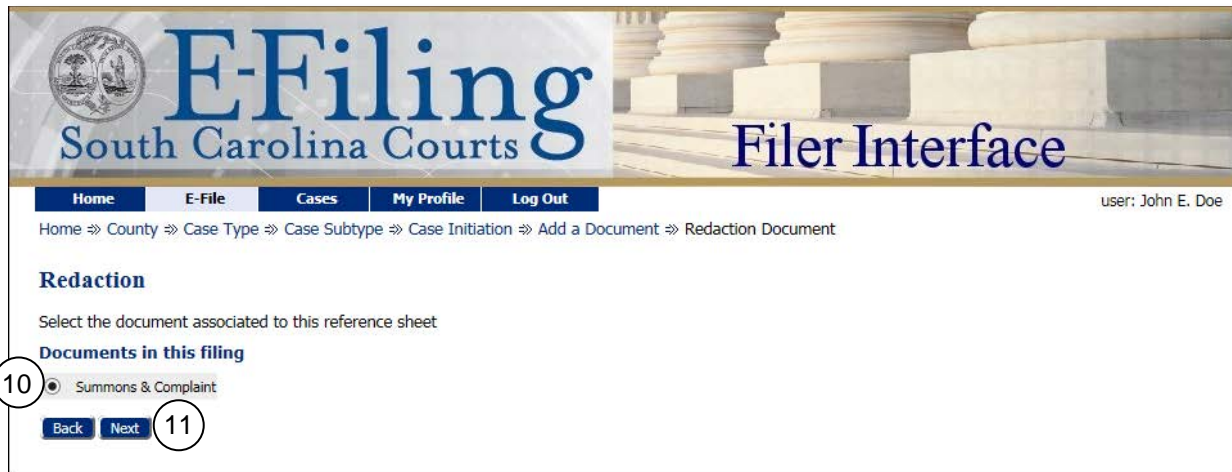 E-Filing
South Carolina Courts
Filer Interface
Home E-File Cases My Profile Log Out
user: John E. Doe
Home ⇒ County ⇒ Case Type ⇒ Case Subtype ⇒ Case Initiation ⇒ Add a Document ⇒ Redaction Document
Redaction
Select the document associated to this reference sheet
Documents in this filing
10 Summons & Complaint
Back Next 11